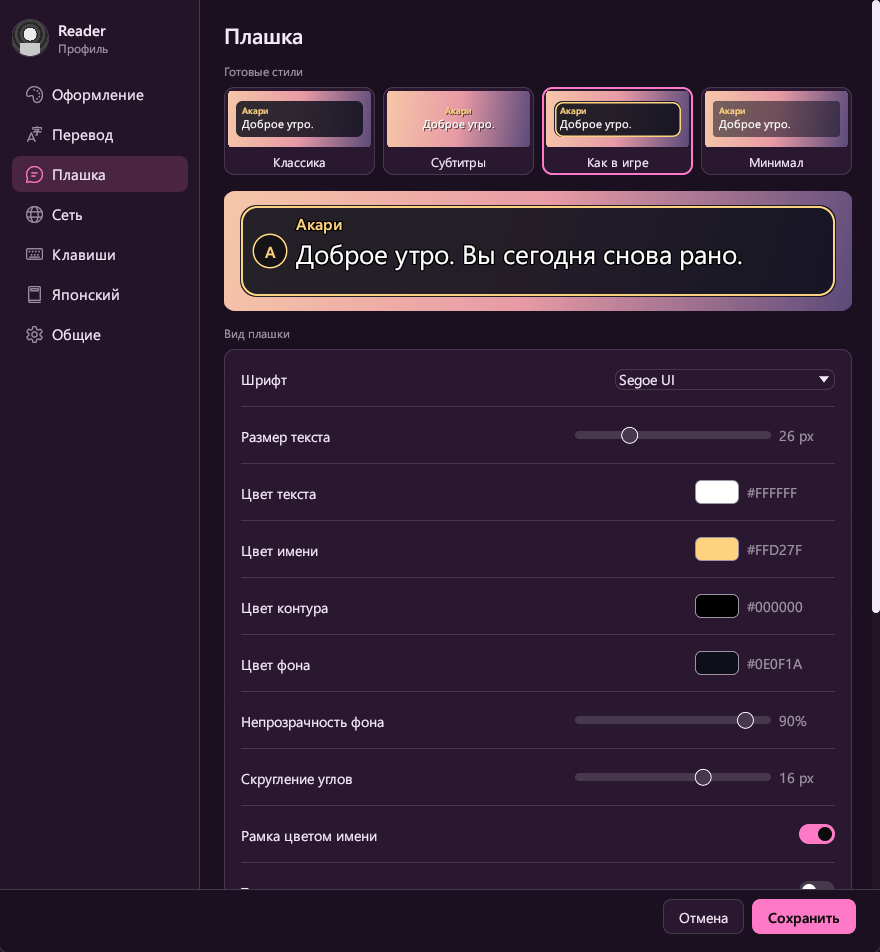 Reader
Профиль
Оформление
Перевод
Плашка
Сеть
Клавиши
Японский
Общие
Плашка
Готовые стили
Акари
Доброе утро.
Классика
Акари
Доброе утро.
Субтитры
Акари
Доброе утро.
Как в игре
Акари
Доброе утро.
Минимал
А
Акари
Доброе утро. Вы сегодня снова рано.
Вид плашки
Шрифт
Segoe UI
Размер текста
26 px
Цвет текста
#FFFFFF
Цвет имени
#FFD27F
Цвет контура
#000000
Цвет фона
#0E0F1A
Непрозрачность фона
90%
Скругление углов
16 px
Рамка цветом имени
Отмена
Сохранить